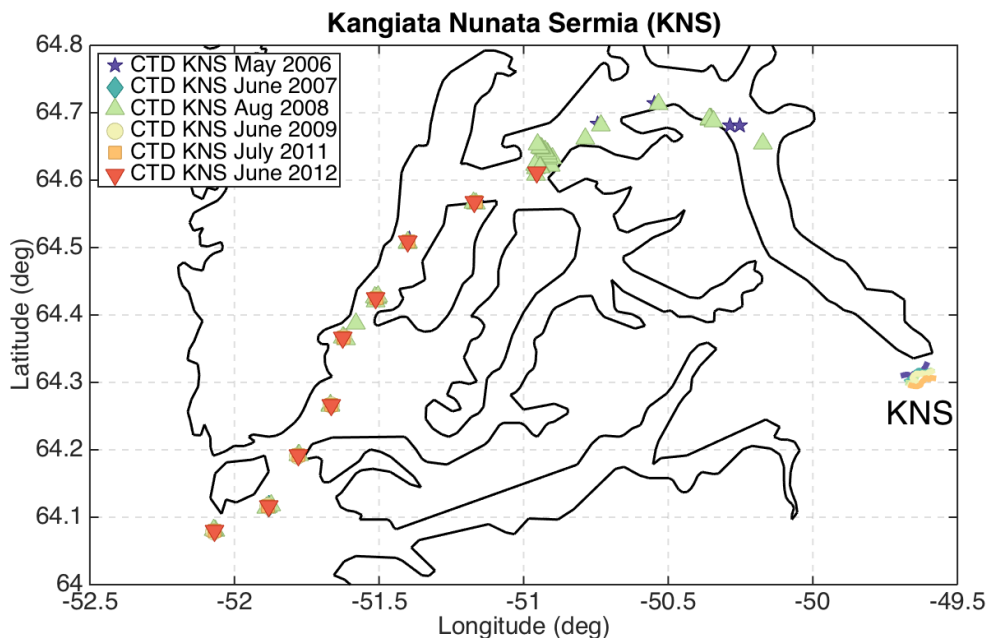 Kangiata Nunata Sermia (KNS)
64.8
64.7
64.6
64.5
64.4
64.3
64.2
64.1
64
Latitude (deg)
CTD KNS May 2006
CTD KNS June 2007
CTD KNS Aug 2008
CTD KNS June 2009
CTD KNS July 2011
CTD KNS June 2012
KNS
-52.5
-52
-51.5
-51
-50.5
-50
-49.5
Longitude (deg)